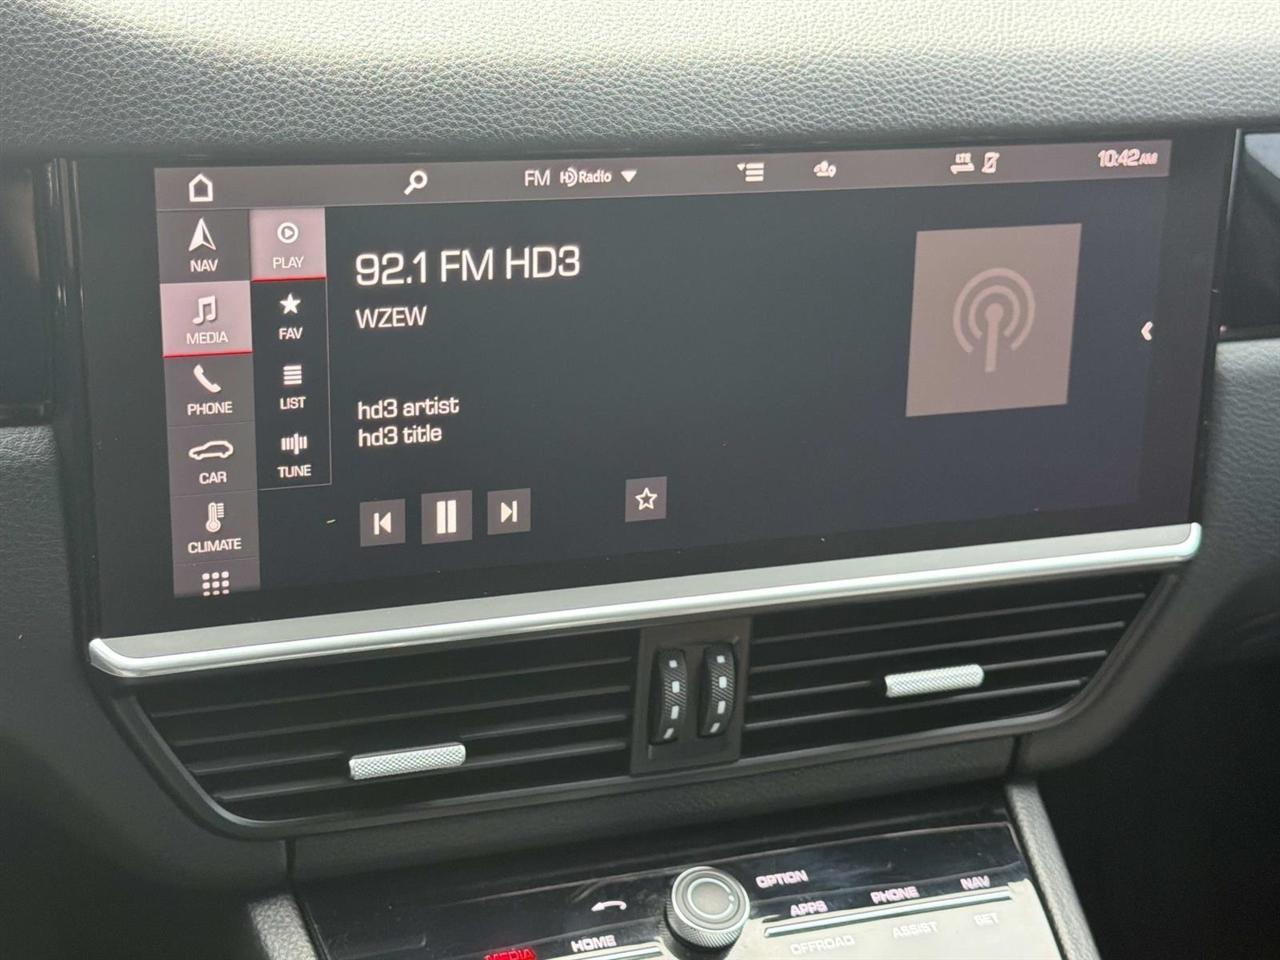 FM HD Radio
LTE
10:42 AM
NAV
PLAY
92.1 FM HD3
WZEW
MEDIA
FAV
PHONE
LIST
hd3 artist
hd3 title
CAR
TUNE
CLIMATE
OPTION
APPS PHONE NAV
MEDIA HOME
OFFROAD ASSIST SET